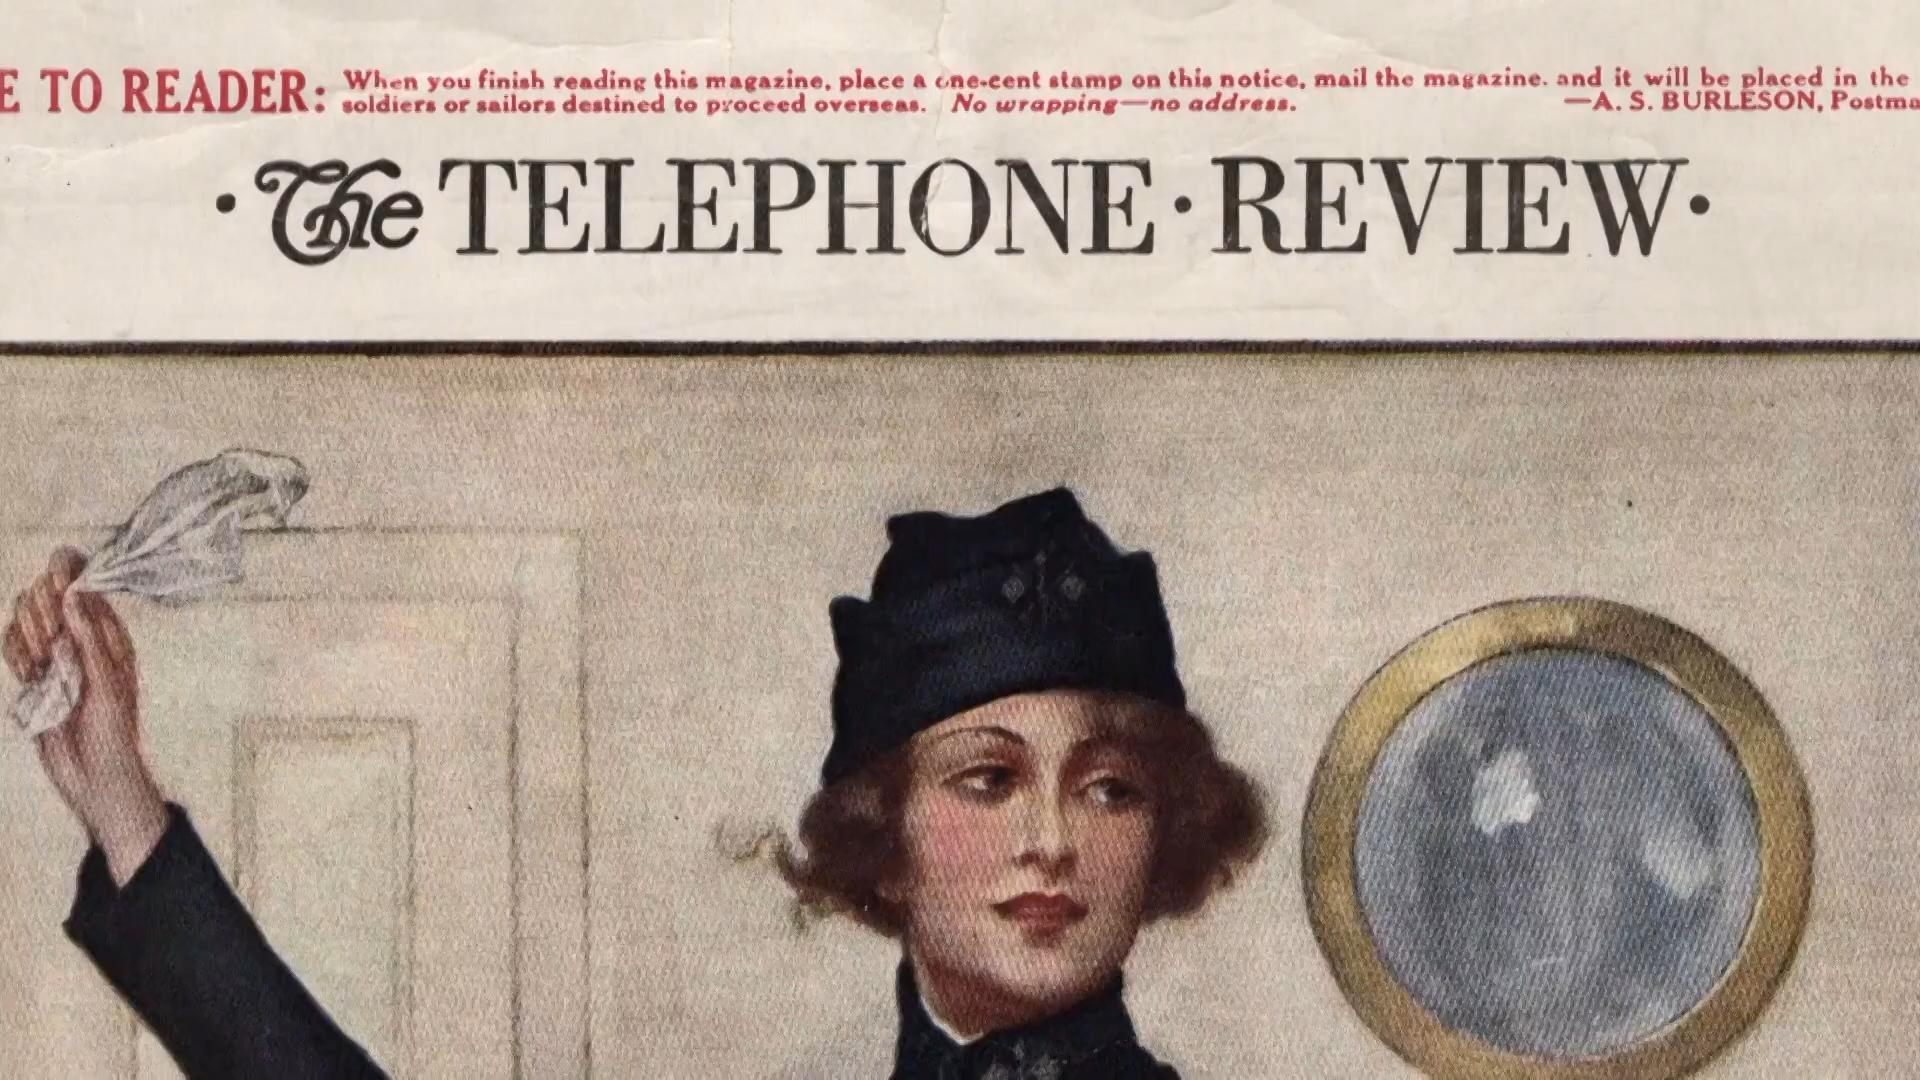 E TO READER: When you finish reading this magazine, place a one-cent stamp on this notice, mail the magazine. and it will be placed in the
soldiers or sailors destined to proceed overseas. No wrapping—no address. —A. S. BURLESON, Postma
·The TELEPHONE·REVIEW·